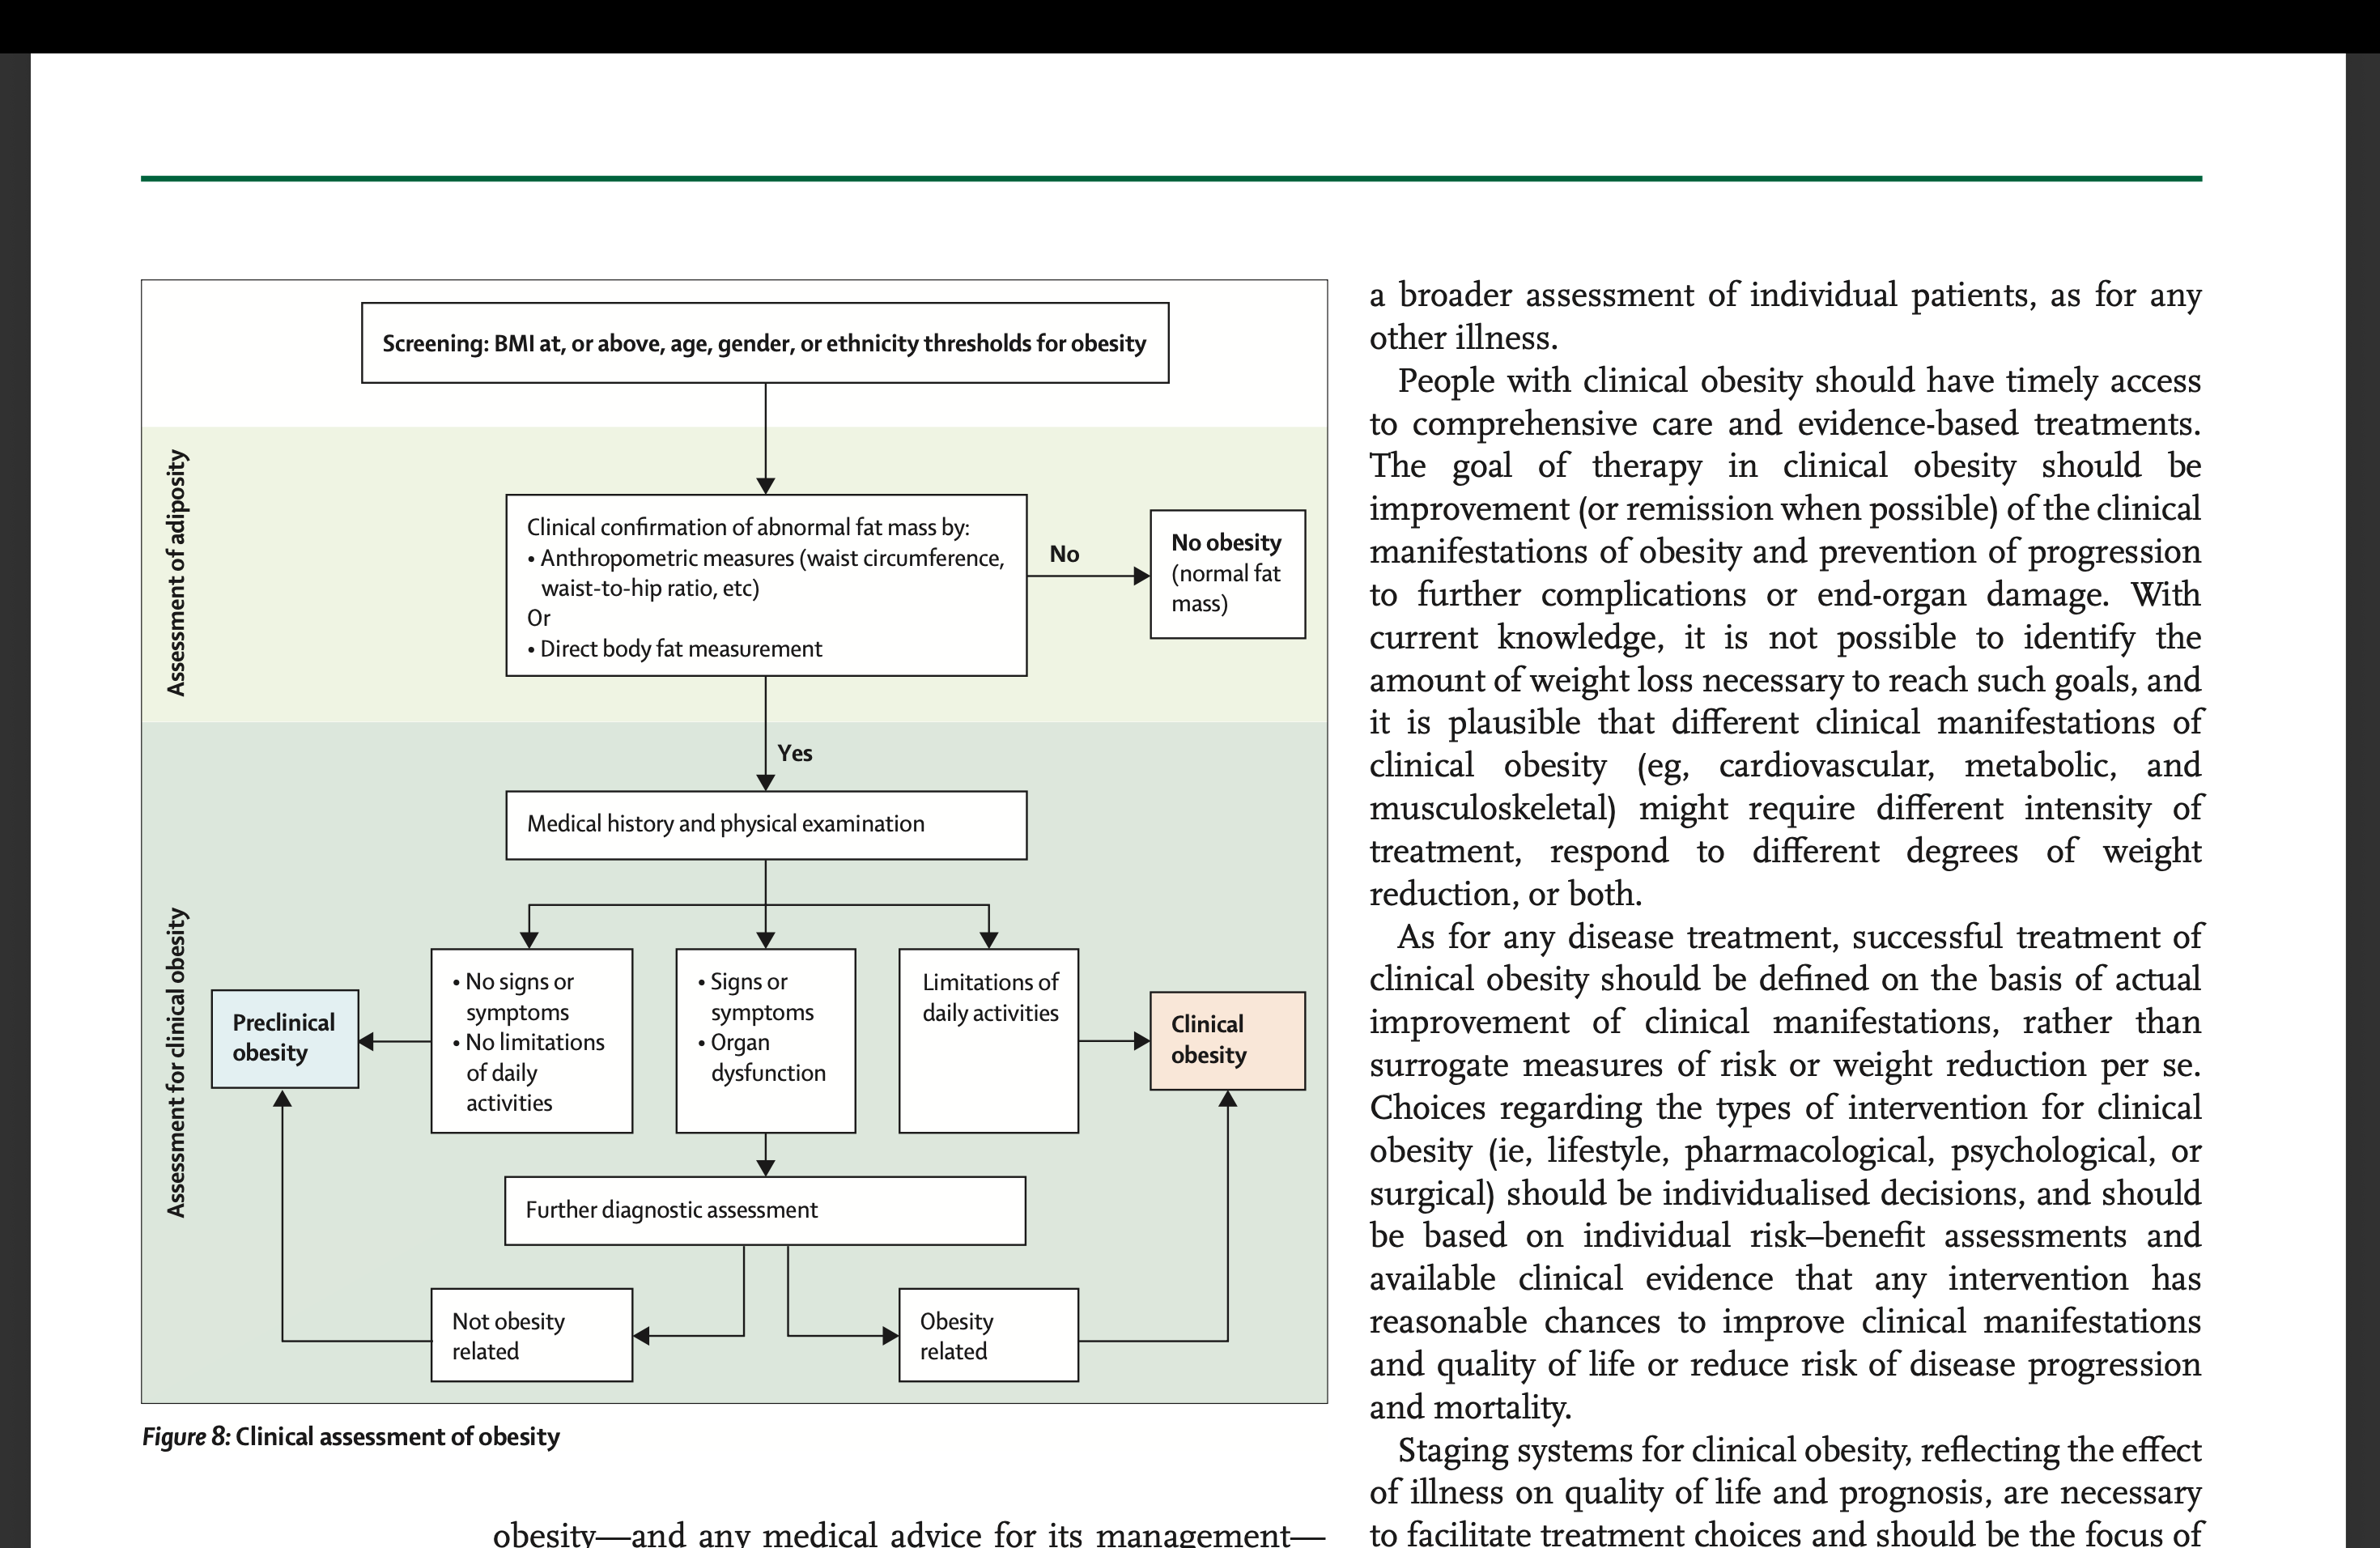 Screening: BMI at, or above, age, gender, or ethnicity thresholds for obesity
Assessment of adiposity
Clinical confirmation of abnormal fat mass by:
• Anthropometric measures (waist circumference,
waist-to-hip ratio, etc)
Or
• Direct body fat measurement
No
No obesity
(normal fat
mass)
Yes
Assessment for clinical obesity
Medical history and physical examination
Preclinical
obesity
• No signs or
symptoms
• No limitations
of daily
activities
• Signs or
symptoms
• Organ
dysfunction
Limitations of
daily activities
Clinical
obesity
Further diagnostic assessment
Not obesity
related
Obesity
related
Figure 8: Clinical assessment of obesity
obesity—and any medical advice for its management—
a broader assessment of individual patients, as for any
other illness.
People with clinical obesity should have timely access
to comprehensive care and evidence-based treatments.
The goal of therapy in clinical obesity should be
improvement (or remission when possible) of the clinical
manifestations of obesity and prevention of progression
to further complications or end-organ damage. With
current knowledge, it is not possible to identify the
amount of weight loss necessary to reach such goals, and
it is plausible that different clinical manifestations of
clinical obesity (eg, cardiovascular, metabolic, and
musculoskeletal) might require different intensity of
treatment, respond to different degrees of weight
reduction, or both.
As for any disease treatment, successful treatment of
clinical obesity should be defined on the basis of actual
improvement of clinical manifestations, rather than
surrogate measures of risk or weight reduction per se.
Choices regarding the types of intervention for clinical
obesity (ie, lifestyle, pharmacological, psychological, or
surgical) should be individualised decisions, and should
be based on individual risk–benefit assessments and
available clinical evidence that any intervention has
reasonable chances to improve clinical manifestations
and quality of life or reduce risk of disease progression
and mortality.
Staging systems for clinical obesity, reflecting the effect
of illness on quality of life and prognosis, are necessary
to facilitate treatment choices and should be the focus of